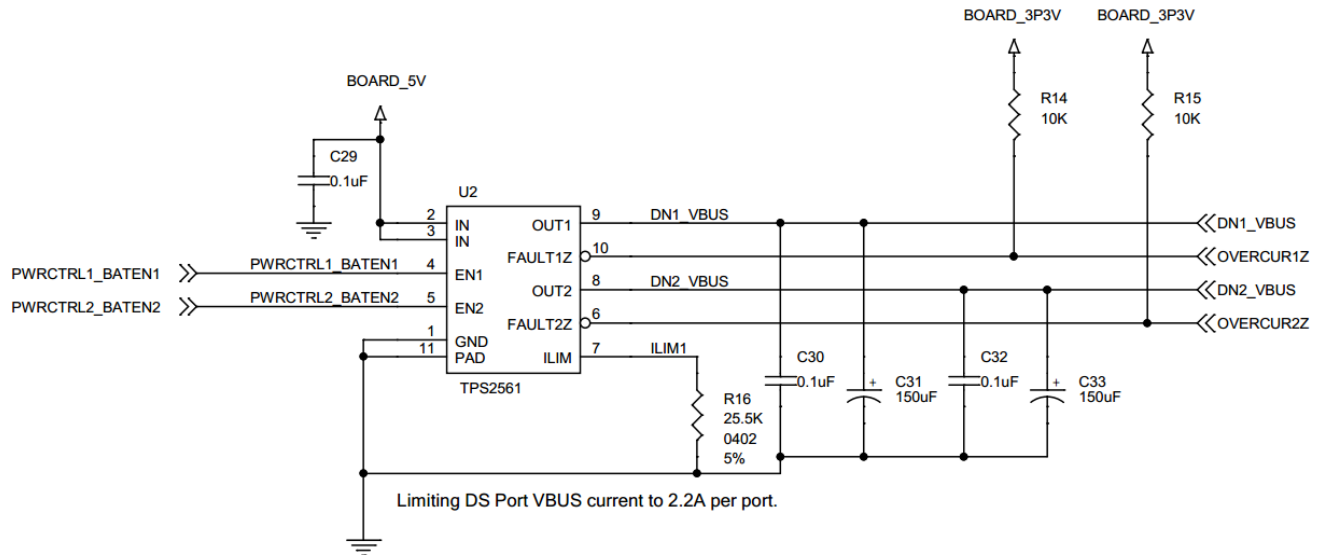 BOARD_3P3V
BOARD_3P3V
BOARD_5V
R14
10K
R15
10K
C29
0.1uF
U2
2
IN
3
IN
OUT1
9
DN1_VBUS
DN1_VBUS
FAULT1Z
10
OVERCUR1Z
PWRCTRL1_BATEN1
PWRCTRL1_BATEN1
4
EN1
OUT2
8
DN2_VBUS
DN2_VBUS
PWRCTRL2_BATEN2
PWRCTRL2_BATEN2
5
EN2
FAULT2Z
6
OVERCUR2Z
1
GND
11
PAD
ILIM
7
ILIM1
TPS2561
R16
25.5K
0402
5%
C30
0.1uF
+
C31
150uF
C32
0.1uF
+
C33
150uF
Limiting DS Port VBUS current to 2.2A per port.